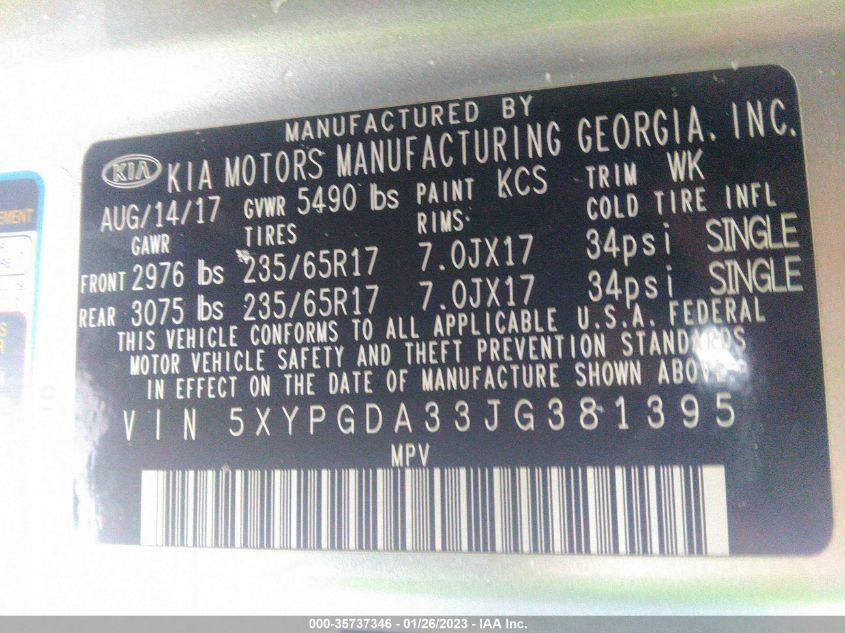 MANUFACTURED BY
KIA KIA MOTORS MANUFACTURING GEORGIA, INC.
AUG/14/17 GVWR 5490 lbs PAINT KCS TRIM WK
GAWR TIRES RIMS: COLD TIRE INFL
FRONT 2976 lbs 235/65R17 7.0JX17 34psi SINGLE
REAR 3075 lbs 235/65R17 7.0JX17 34psi SINGLE
THIS VEHICLE CONFORMS TO ALL APPLICABLE U.S.A. FEDERAL
MOTOR VEHICLE SAFETY AND THEFT PREVENTION STANDARDS
IN EFFECT ON THE DATE OF MANUFACTURE SHOWN ABOVE.
VIN 5XYPGDA33JG381395
MPV
000-35737346 - 01/26/2023 - IAA Inc.